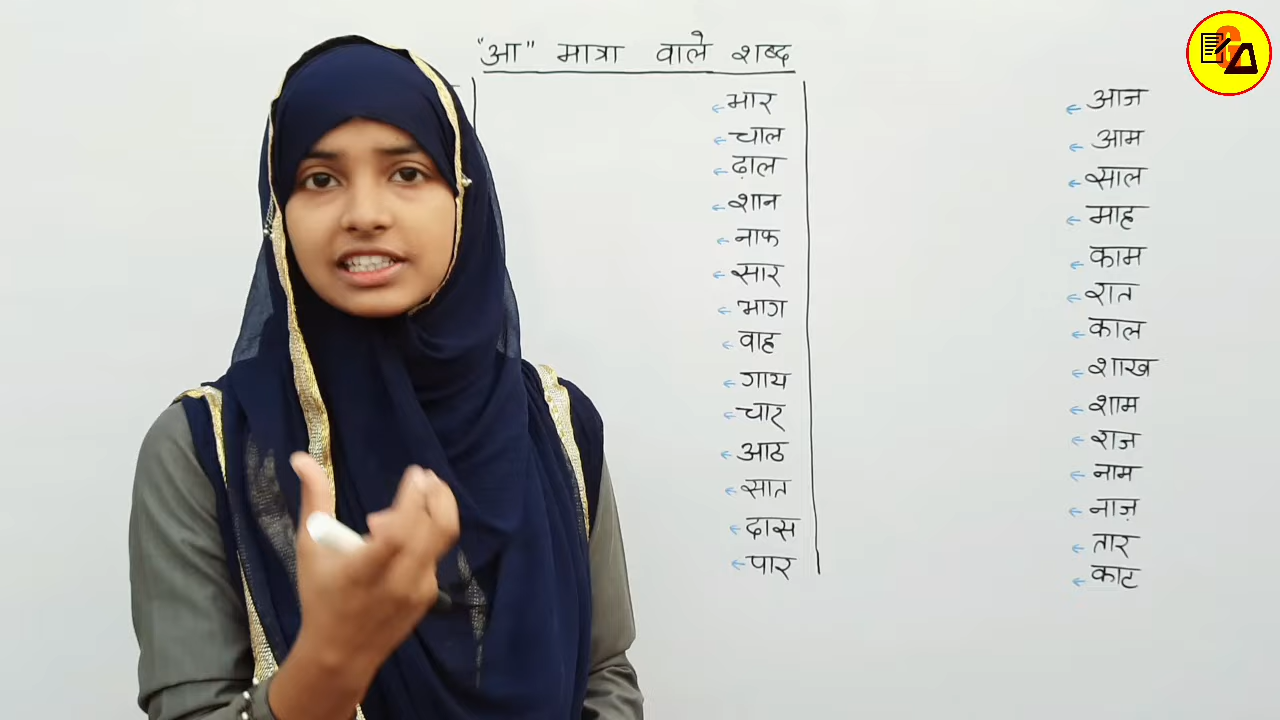 "आ" मात्रा वाले शब्द
आज
आम
साल
माह
काम
रात
काल
शाख
शाम
राज
नाम
नाज़
तार
काट
भार
चाल
ढ़ाल
शान
नाक
सार
भाग
वाह
गाय
चार
आठ
सात
दास
पार